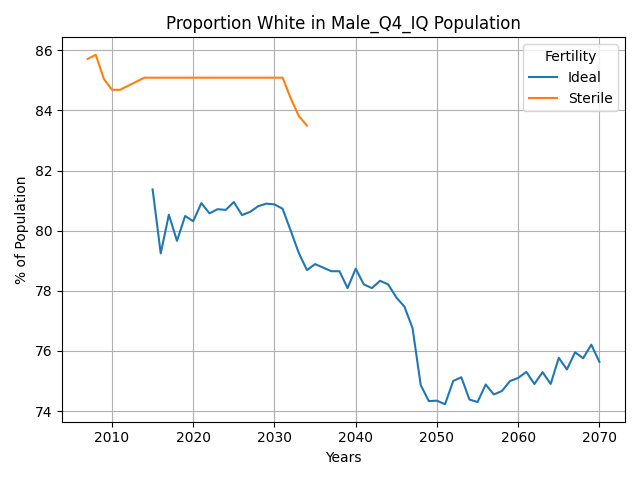 Proportion White in Male_Q4_IQ Population
Fertility
Ideal
Sterile
% of Population
86
84
82
80
78
76
74
2010
2020
2030
2040
2050
2060
2070
Years